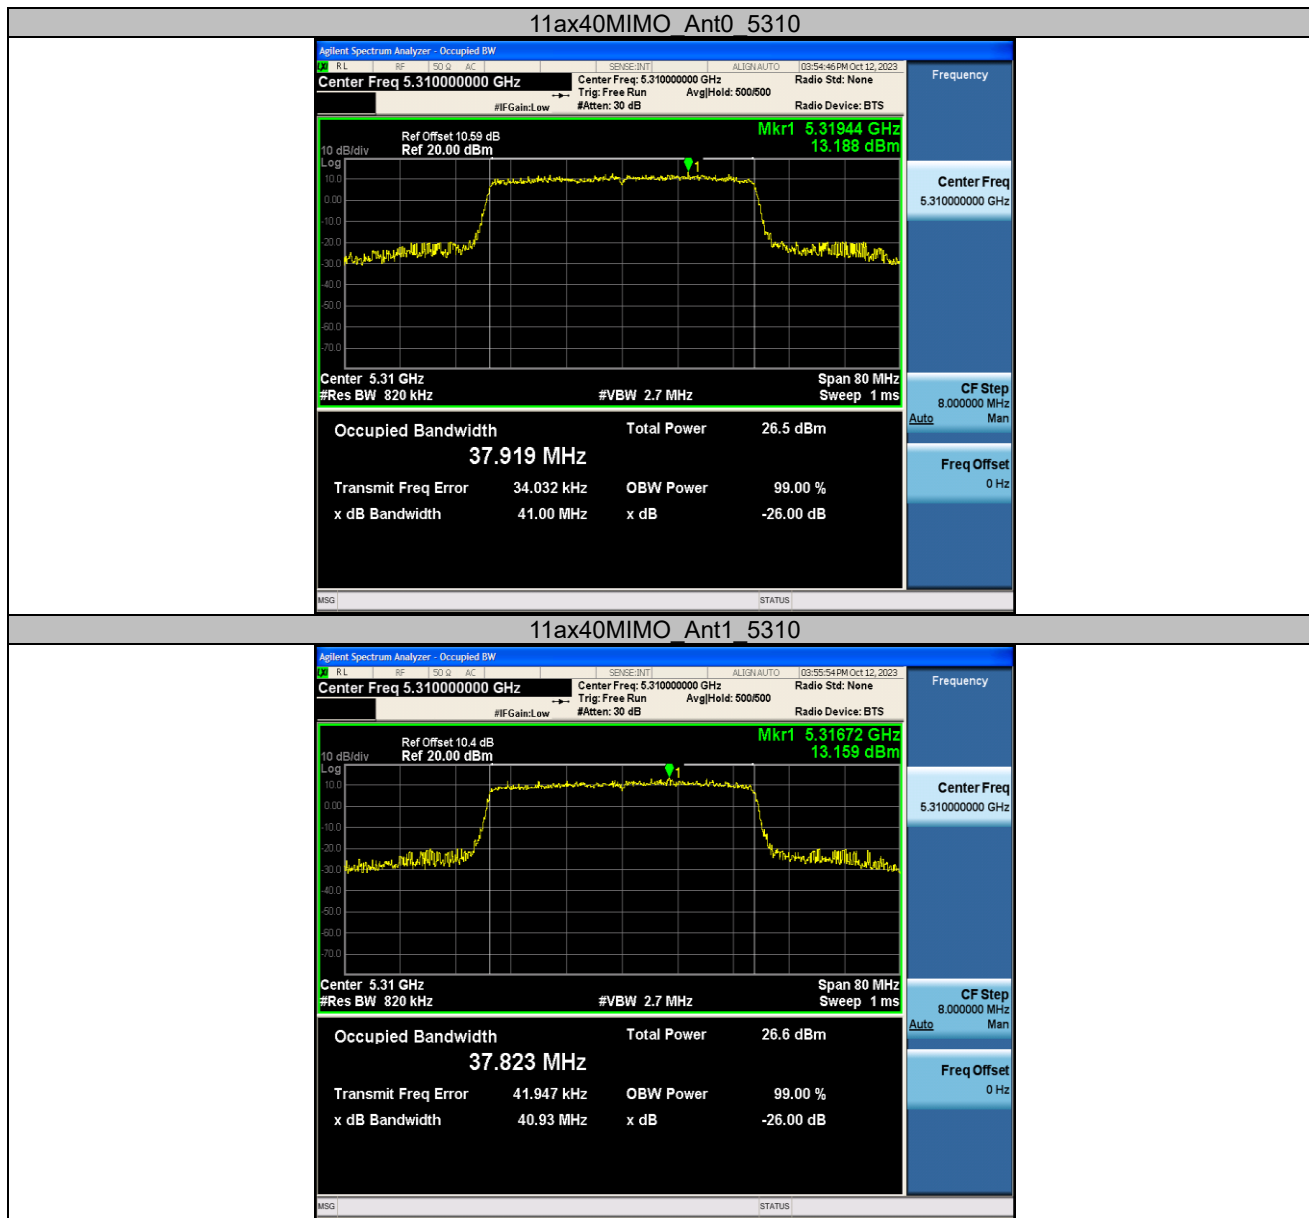 11ax40MIMO_Ant0_5310
Agilent Spectrum Analyzer - Occupied BW
RL RF 50 Ω AC SENSE:INT ALIGN AUTO 03:54:46 PM Oct 12, 2023
Center Freq 5.310000000 GHz
Center Freq: 5.310000000 GHz
Radio Std: None
Trig: Free Run Avg|Hold: 500/500
#IFGain:Low #Atten: 30 dB Radio Device: BTS
Frequency
Mkr1 5.31944 GHz
13.188 dBm
Ref Offset 10.59 dB
10 dB/div Ref 20.00 dBm
Log
10.0
0.00
-10.0
-20.0
-30.0
-40.0
-50.0
-60.0
-70.0
1
Center 5.31 GHz Span 80 MHz
#Res BW 820 kHz #VBW 2.7 MHz Sweep 1 ms
Center Freq
5.310000000 GHz
CF Step
8.000000 MHz
Auto Man
Freq Offset
0 Hz
Occupied Bandwidth Total Power 26.5 dBm
37.919 MHz
Transmit Freq Error 34.032 kHz OBW Power 99.00 %
x dB Bandwidth 41.00 MHz x dB -26.00 dB
MSG STATUS
11ax40MIMO_Ant1_5310
Agilent Spectrum Analyzer - Occupied BW
RL RF 50 Ω AC SENSE:INT ALIGN AUTO 03:55:54 PM Oct 12, 2023
Center Freq 5.310000000 GHz
Center Freq: 5.310000000 GHz
Radio Std: None
Trig: Free Run Avg|Hold: 500/500
#IFGain:Low #Atten: 30 dB Radio Device: BTS
Frequency
Mkr1 5.31672 GHz
13.159 dBm
Ref Offset 10.4 dB
10 dB/div Ref 20.00 dBm
Log
10.0
0.00
-10.0
-20.0
-30.0
-40.0
-50.0
-60.0
-70.0
1
Center 5.31 GHz Span 80 MHz
#Res BW 820 kHz #VBW 2.7 MHz Sweep 1 ms
Center Freq
5.310000000 GHz
CF Step
8.000000 MHz
Auto Man
Freq Offset
0 Hz
Occupied Bandwidth Total Power 26.6 dBm
37.823 MHz
Transmit Freq Error 41.947 kHz OBW Power 99.00 %
x dB Bandwidth 40.93 MHz x dB -26.00 dB
MSG STATUS